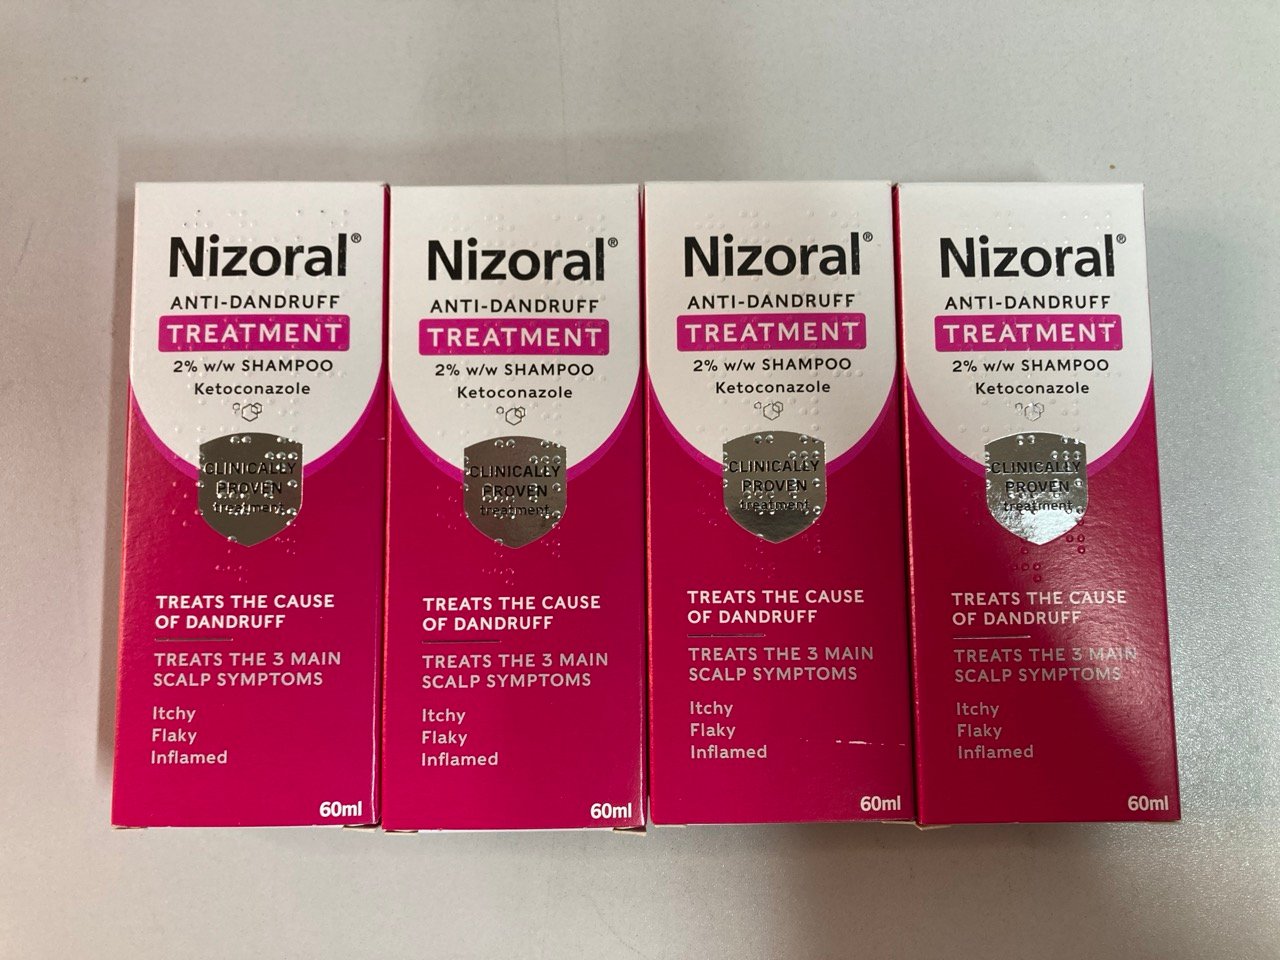 Nizoral®
ANTI-DANDRUFF
TREATMENT
2% w/w SHAMPOO
Ketoconazole
CLINICALLY
PROVEN
treatment
TREATS THE CAUSE
OF DANDRUFF
TREATS THE 3 MAIN
SCALP SYMPTOMS
Itchy
Flaky
Inflamed
60ml
Nizoral®
ANTI-DANDRUFF
TREATMENT
2% w/w SHAMPOO
Ketoconazole
CLINICALLY
PROVEN
treatment
TREATS THE CAUSE
OF DANDRUFF
TREATS THE 3 MAIN
SCALP SYMPTOMS
Itchy
Flaky
Inflamed
60ml
Nizoral®
ANTI-DANDRUFF
TREATMENT
2% w/w SHAMPOO
Ketoconazole
CLINICALLY
PROVEN
treatment
TREATS THE CAUSE
OF DANDRUFF
TREATS THE 3 MAIN
SCALP SYMPTOMS
Itchy
Flaky
Inflamed
60ml
Nizoral®
ANTI-DANDRUFF
TREATMENT
2% w/w SHAMPOO
Ketoconazole
CLINICALLY
PROVEN
treatment
TREATS THE CAUSE
OF DANDRUFF
TREATS THE 3 MAIN
SCALP SYMPTOMS
Itchy
Flaky
Inflamed
60ml